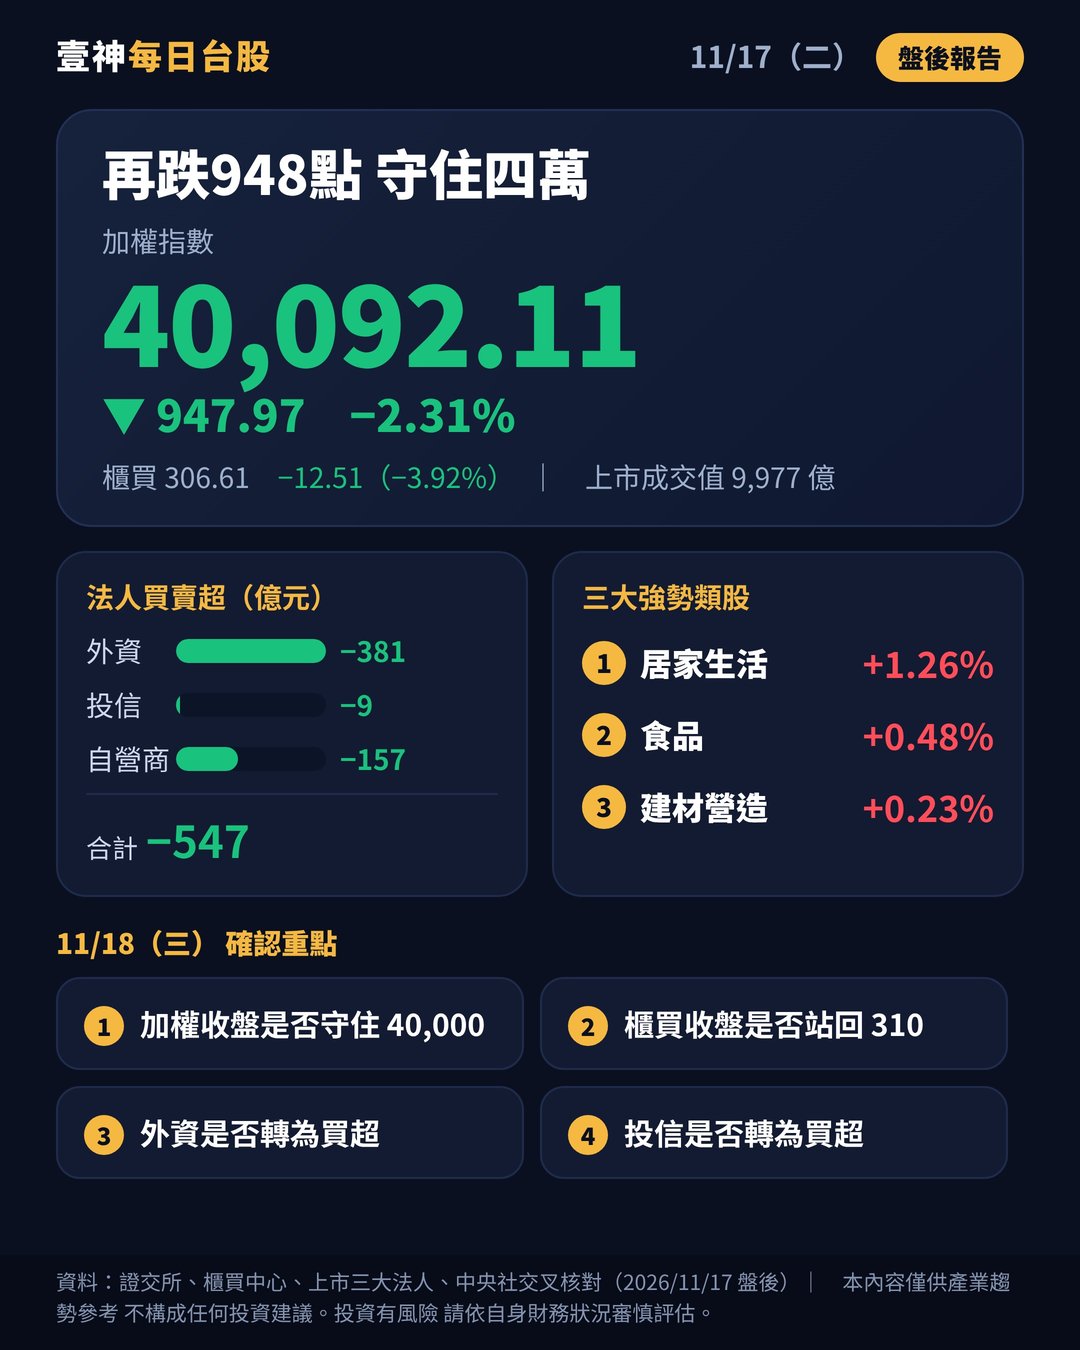 壹神每日台股
11/17（二）
盤後報告
再跌948點 守住四萬
加權指數
40,092.11
▼ 947.97 −2.31%
櫃買 306.61 −12.51（−3.92%）｜ 上市成交值 9,977 億
法人買賣超（億元）
外資 −381
投信 −9
自營商 −157
合計 −547
三大強勢類股
1 居家生活 +1.26%
2 食品 +0.48%
3 建材營造 +0.23%
11/18（三） 確認重點
1 加權收盤是否守住 40,000
2 櫃買收盤是否站回 310
3 外資是否轉為買超
4 投信是否轉為買超
資料：證交所、櫃買中心、上市三大法人、中央社交叉核對（2026/11/17 盤後）｜ 本內容僅供產業趨
勢參考 不構成任何投資建議。投資有風險 請依自身財務狀況審慎評估。